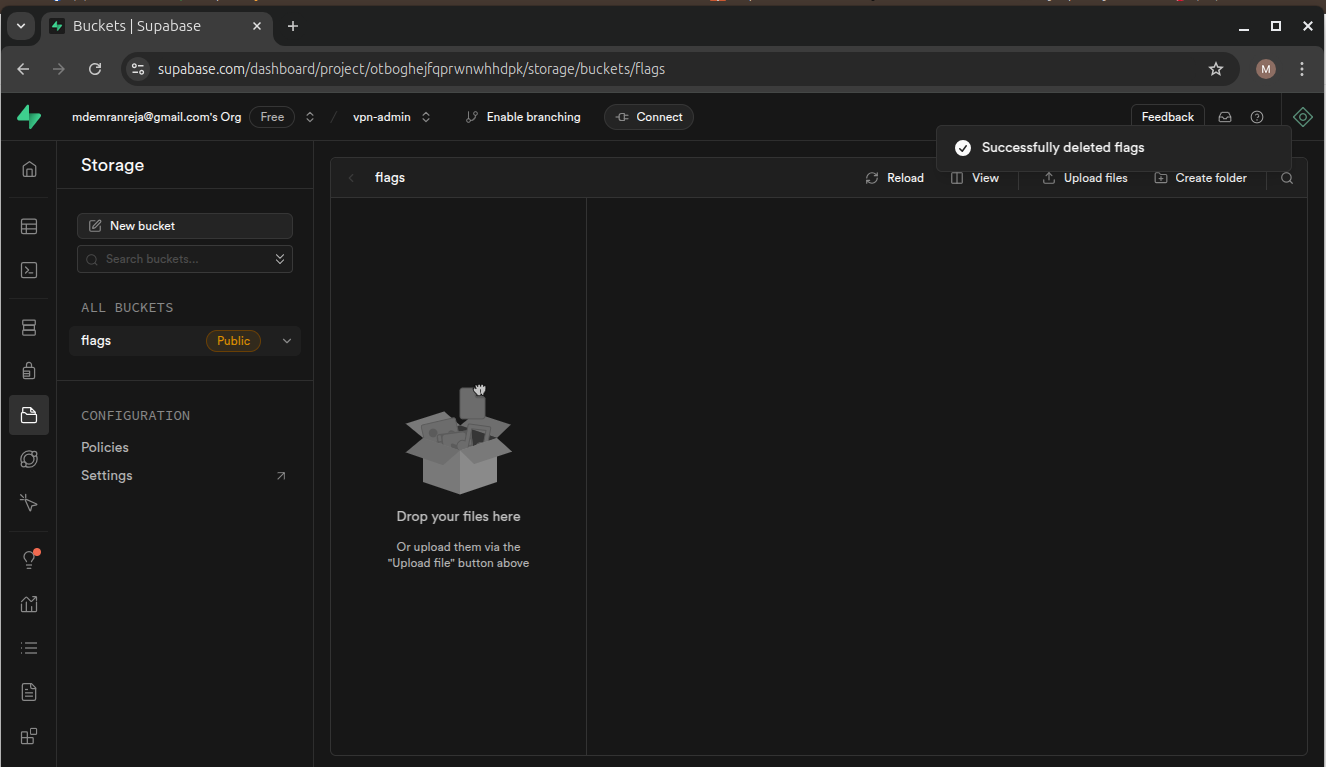 Buckets | Supabase
supabase.com/dashboard/project/otboghejfqprwnwhhdpk/storage/buckets/flags
M
mdemranreja@gmail.com's Org Free / vpn-admin Enable branching Connect Feedback
Successfully deleted flags
Storage
flags Reload View Upload files Create folder
New bucket
Search buckets...
ALL BUCKETS
flags Public
CONFIGURATION
Policies
Settings
Drop your files here
Or upload them via the
"Upload file" button above